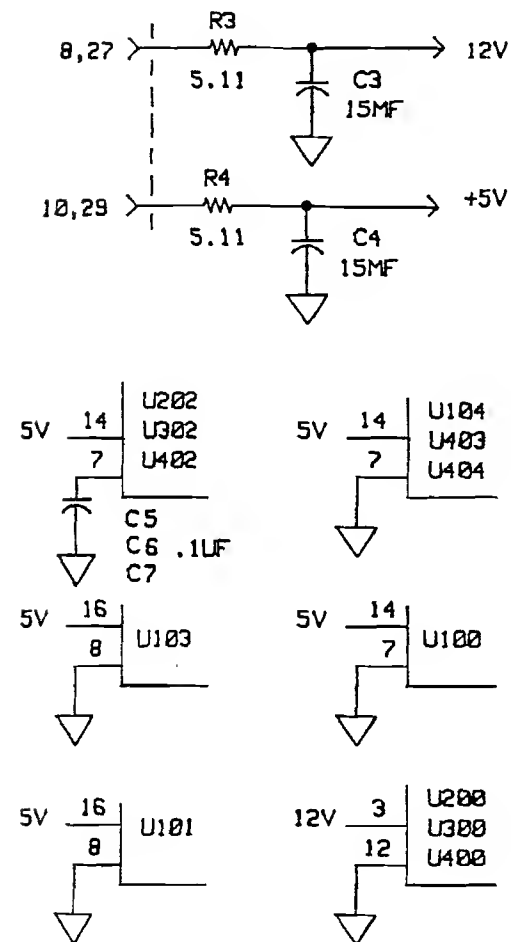 R3
8,27
12V
5.11
C3
15MF
R4
10,29
+5V
5.11
C4
15MF
5V
14
7
U202
U302
U402
C5
C6 .1UF
C7
5V
14
7
U104
U403
U404
5V
16
8
U103
5V
14
7
U100
5V
16
8
U101
12V
3
12
U200
U300
U400